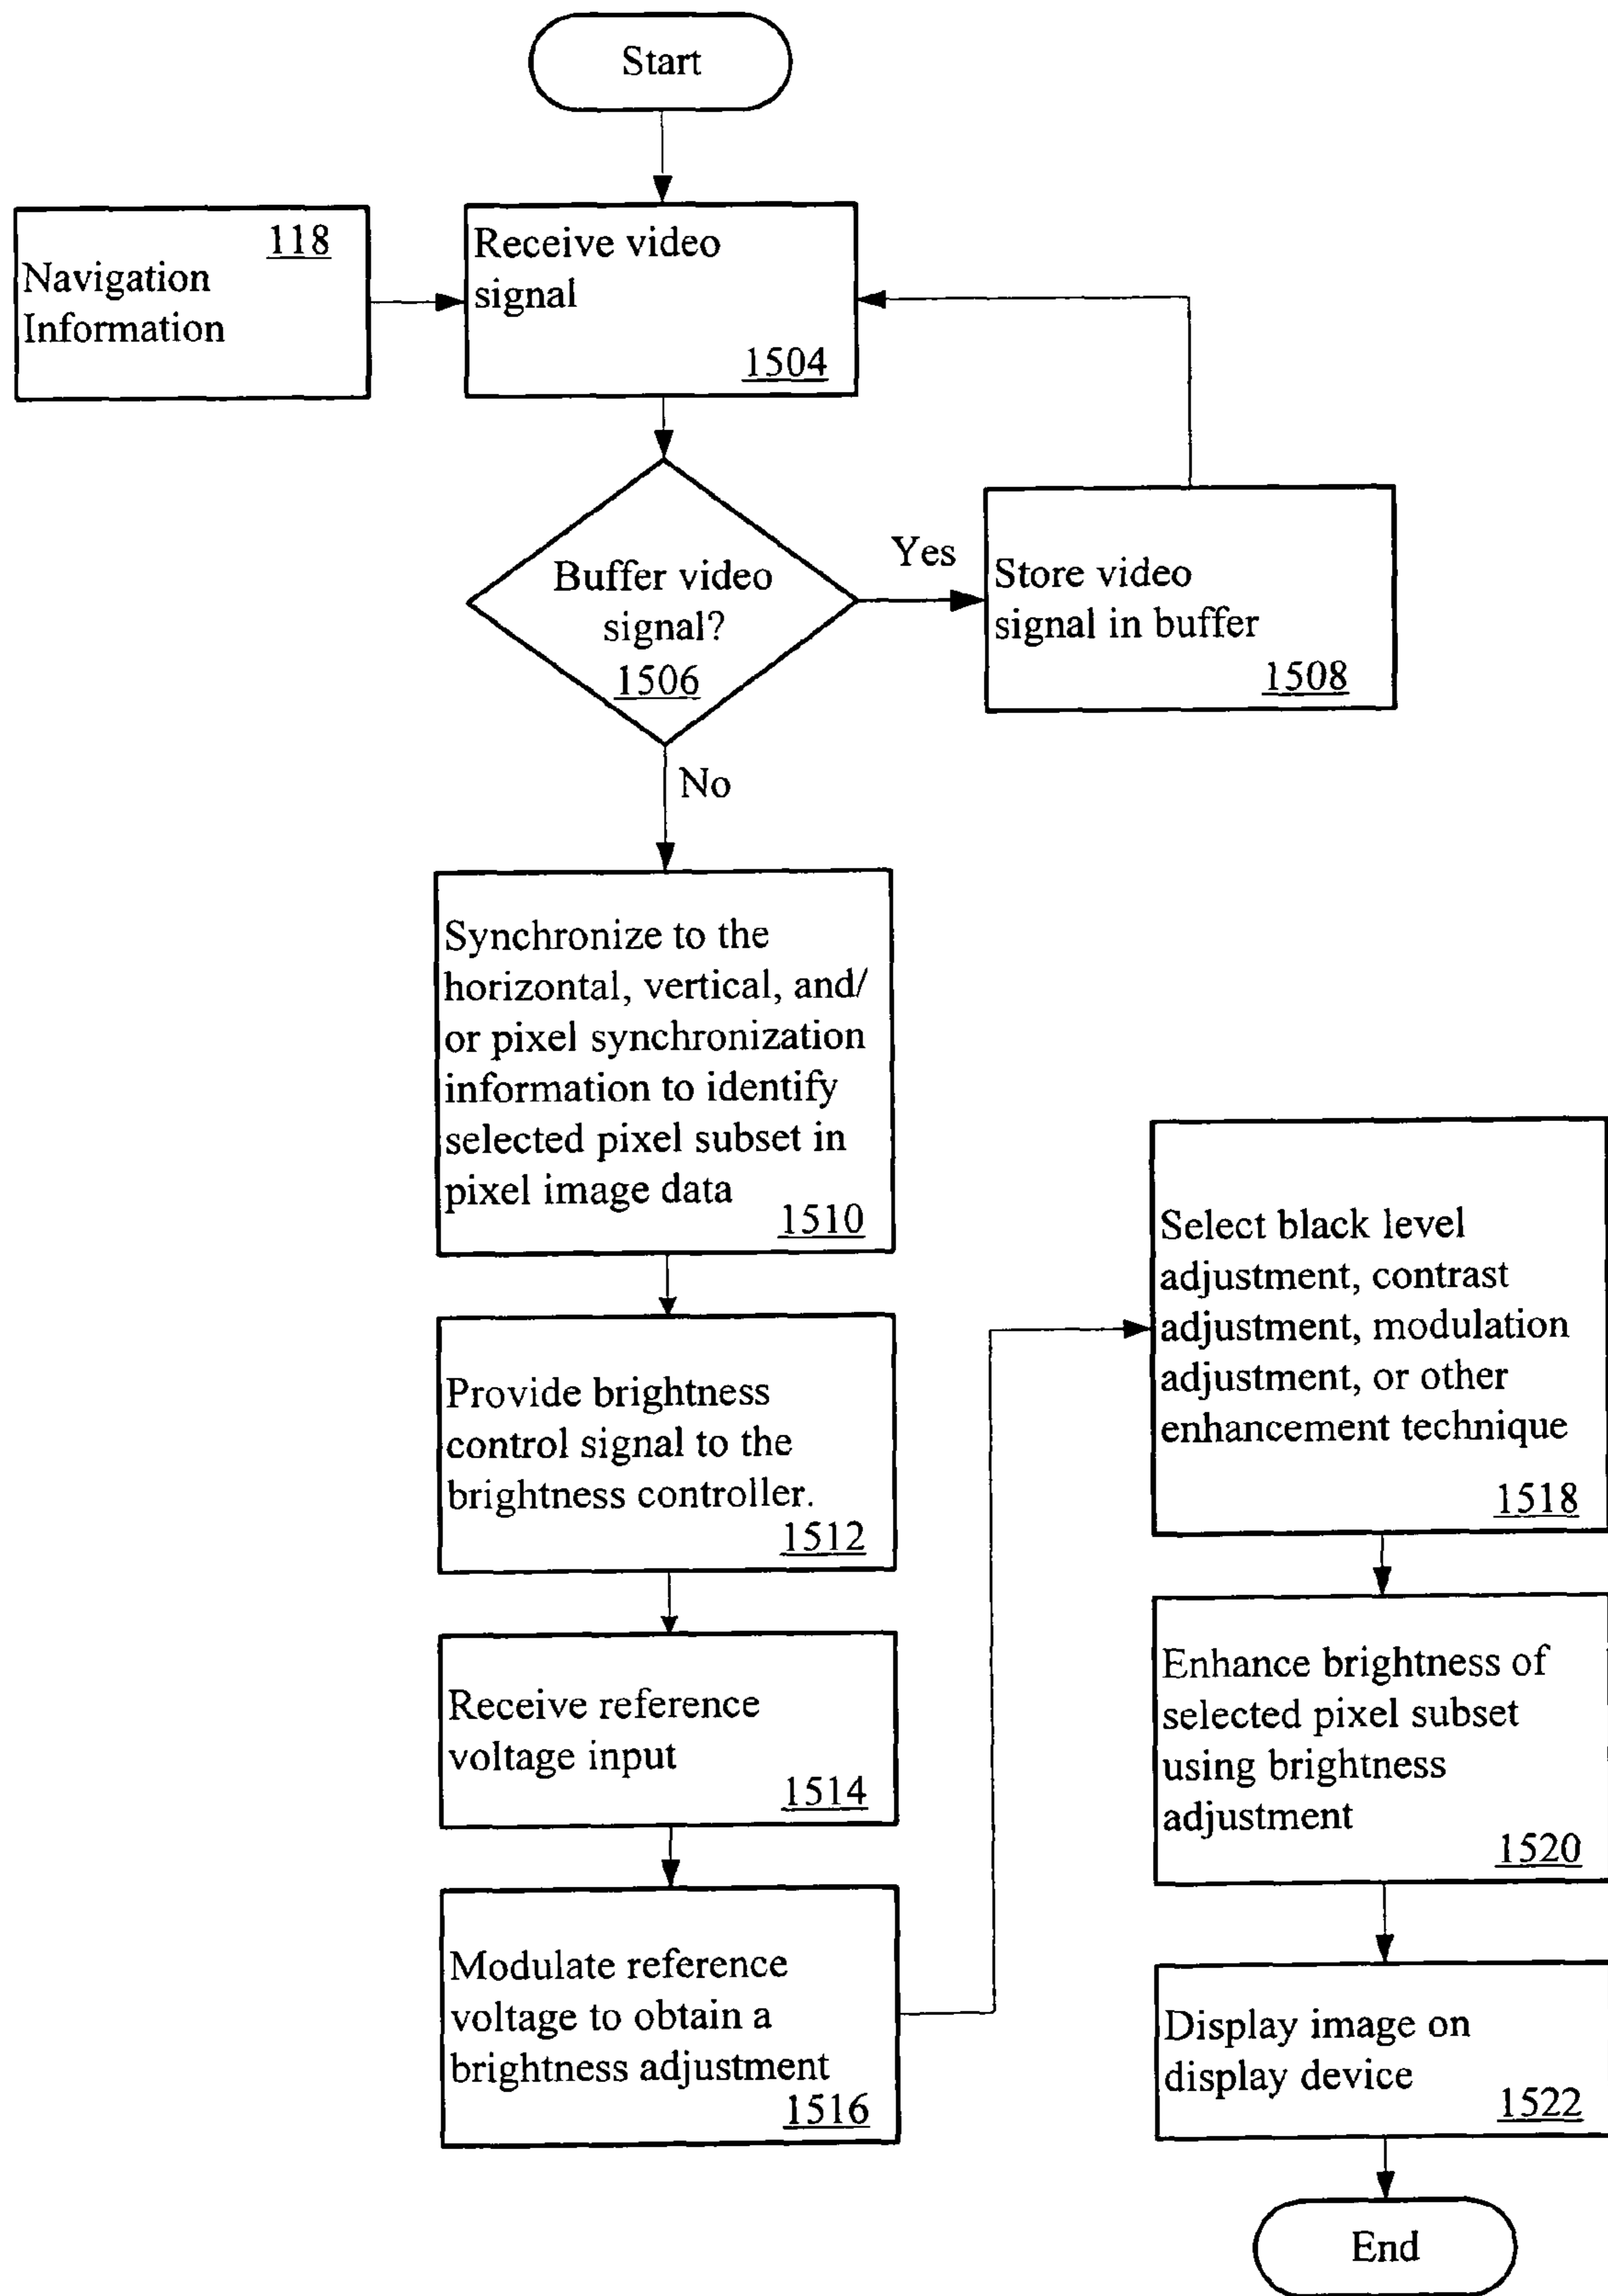 Start
118
Navigation
Information
Receive video
signal
1504
Buffer video
signal?
1506
Yes
Store video
signal in buffer
1508
No
Synchronize to the
horizontal, vertical, and/
or pixel synchronization
information to identify
selected pixel subset in
pixel image data
1510
Provide brightness
control signal to the
brightness controller.
1512
Receive reference
voltage input
1514
Modulate reference
voltage to obtain a
brightness adjustment
1516
Select black level
adjustment, contrast
adjustment, modulation
adjustment, or other
enhancement technique
1518
Enhance brightness of
selected pixel subset
using brightness
adjustment
1520
Display image on
display device
1522
End